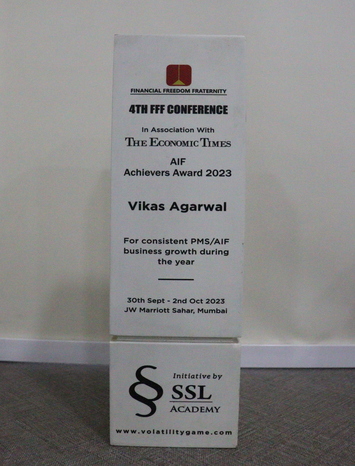 FINANCIAL FREEDOM FRATERNITY
4TH FFF CONFERENCE
In Association With
THE ECONOMIC TIMES
AIF
Achievers Award 2023
Vikas Agarwal
For consistent PMS/AIF
business growth during
the year
30th Sept - 2nd Oct 2023
JW Marriott Sahar, Mumbai
§
Initiative by
SSL
ACADEMY
www.volatilitygame.com